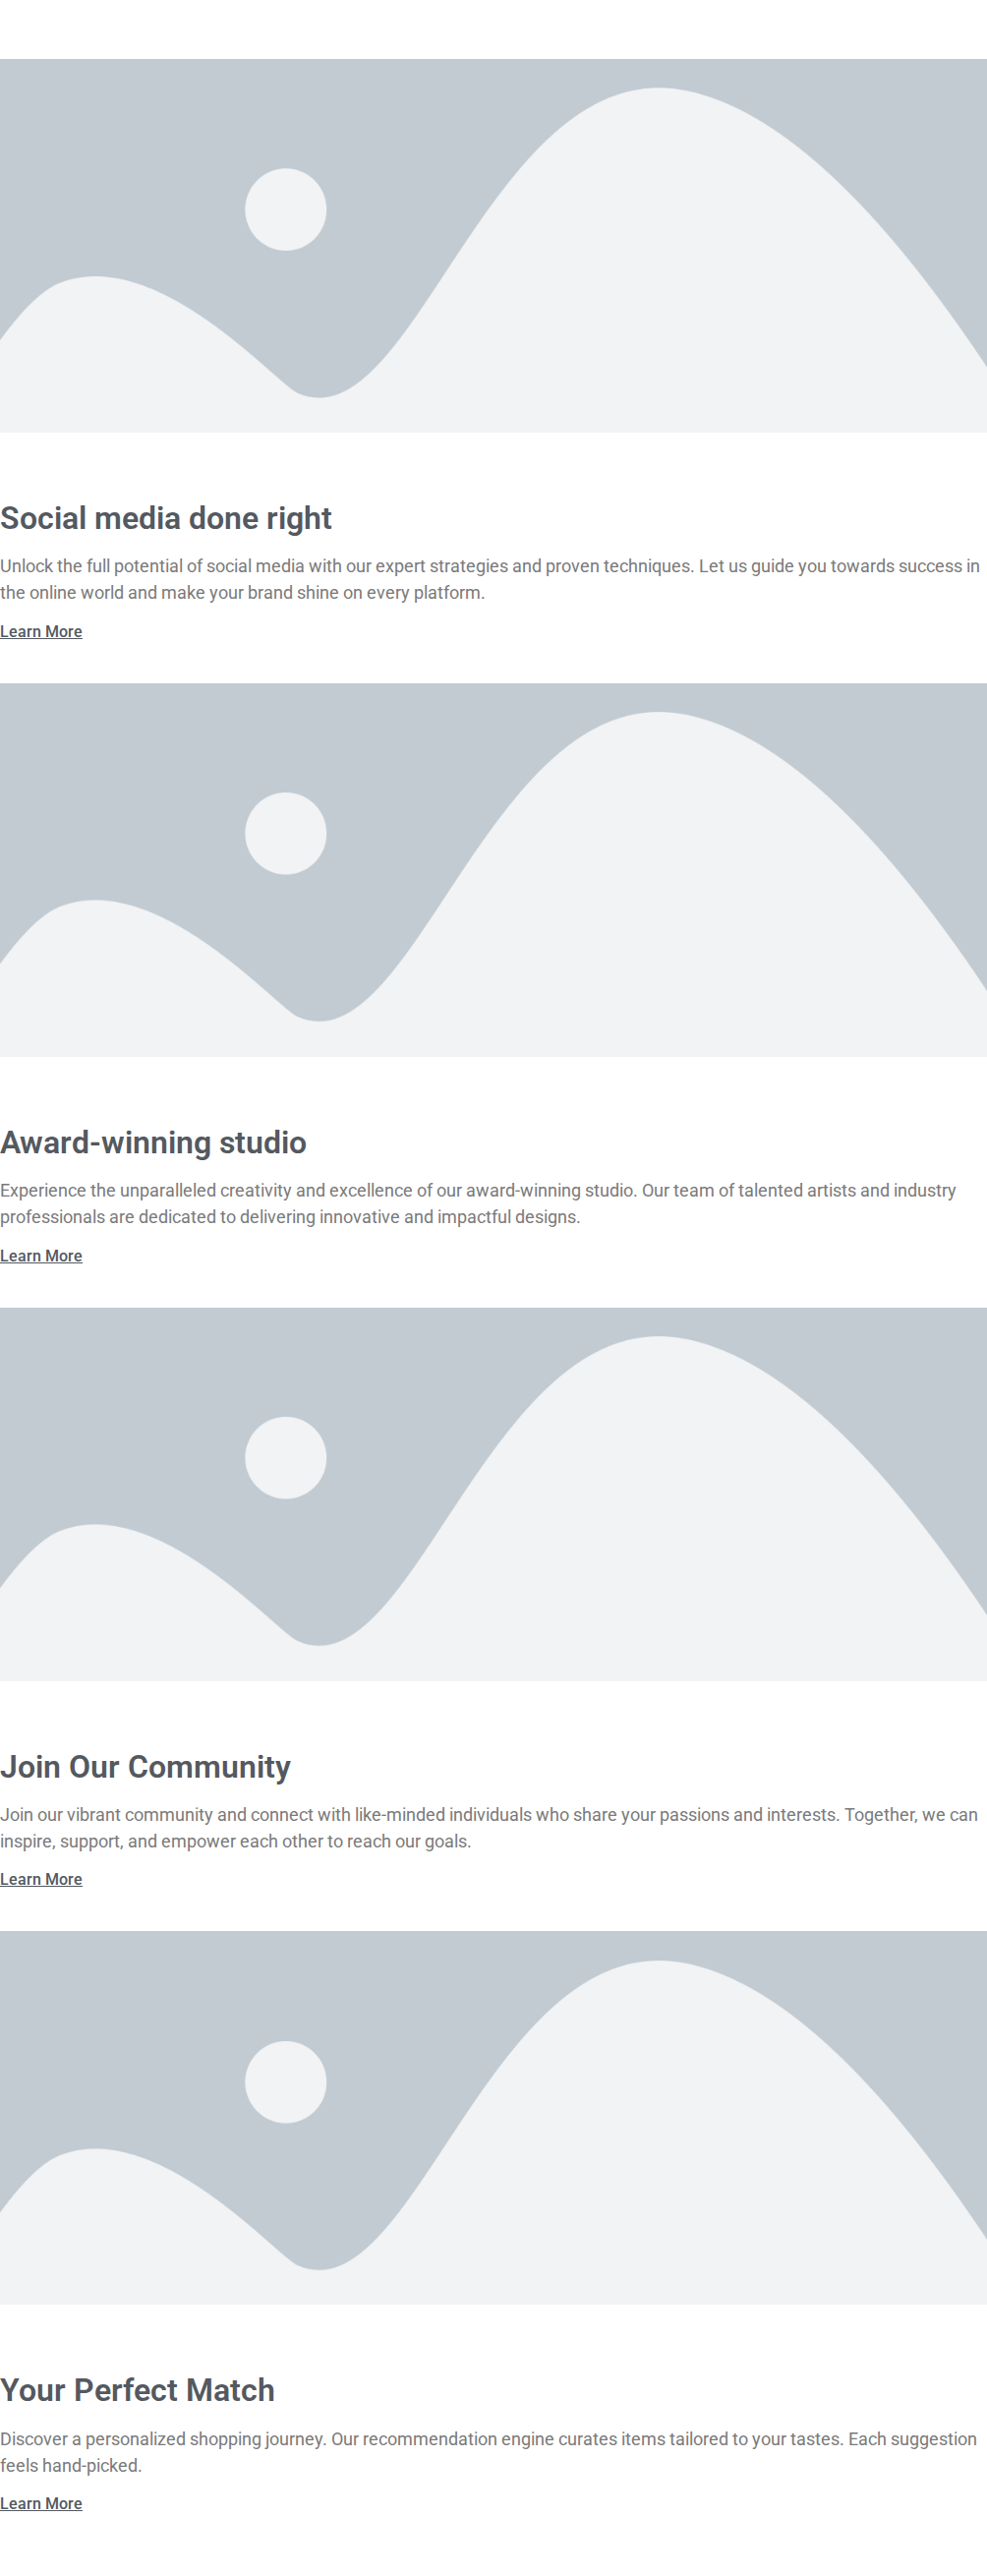 Social media done right
Unlock the full potential of social media with our expert strategies and proven techniques. Let us guide you towards success in
the online world and make your brand shine on every platform.
Learn More
Award-winning studio
Experience the unparalleled creativity and excellence of our award-winning studio. Our team of talented artists and industry
professionals are dedicated to delivering innovative and impactful designs.
Learn More
Join Our Community
Join our vibrant community and connect with like-minded individuals who share your passions and interests. Together, we can
inspire, support, and empower each other to reach our goals.
Learn More
Your Perfect Match
Discover a personalized shopping journey. Our recommendation engine curates items tailored to your tastes. Each suggestion
feels hand-picked.
Learn More